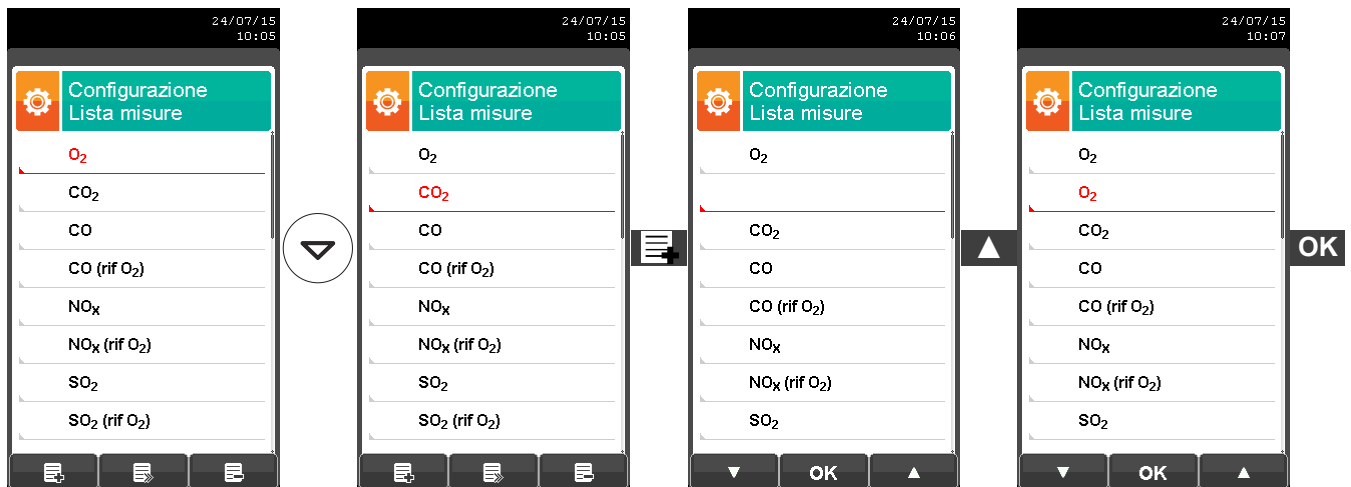 24/07/15
10:05
Configurazione
Lista misure
O₂
CO₂
CO
CO (rif O₂)
NOX
NOX (rif O₂)
SO₂
SO₂ (rif O₂)
24/07/15
10:05
Configurazione
Lista misure
O₂
CO₂
CO
CO (rif O₂)
NOX
NOX (rif O₂)
SO₂
SO₂ (rif O₂)
24/07/15
10:06
Configurazione
Lista misure
O₂
CO₂
CO
CO (rif O₂)
NOX
NOX (rif O₂)
SO₂
OK
24/07/15
10:07
Configurazione
Lista misure
O₂
O₂
CO₂
CO
CO (rif O₂)
NOX
NOX (rif O₂)
SO₂
OK
OK